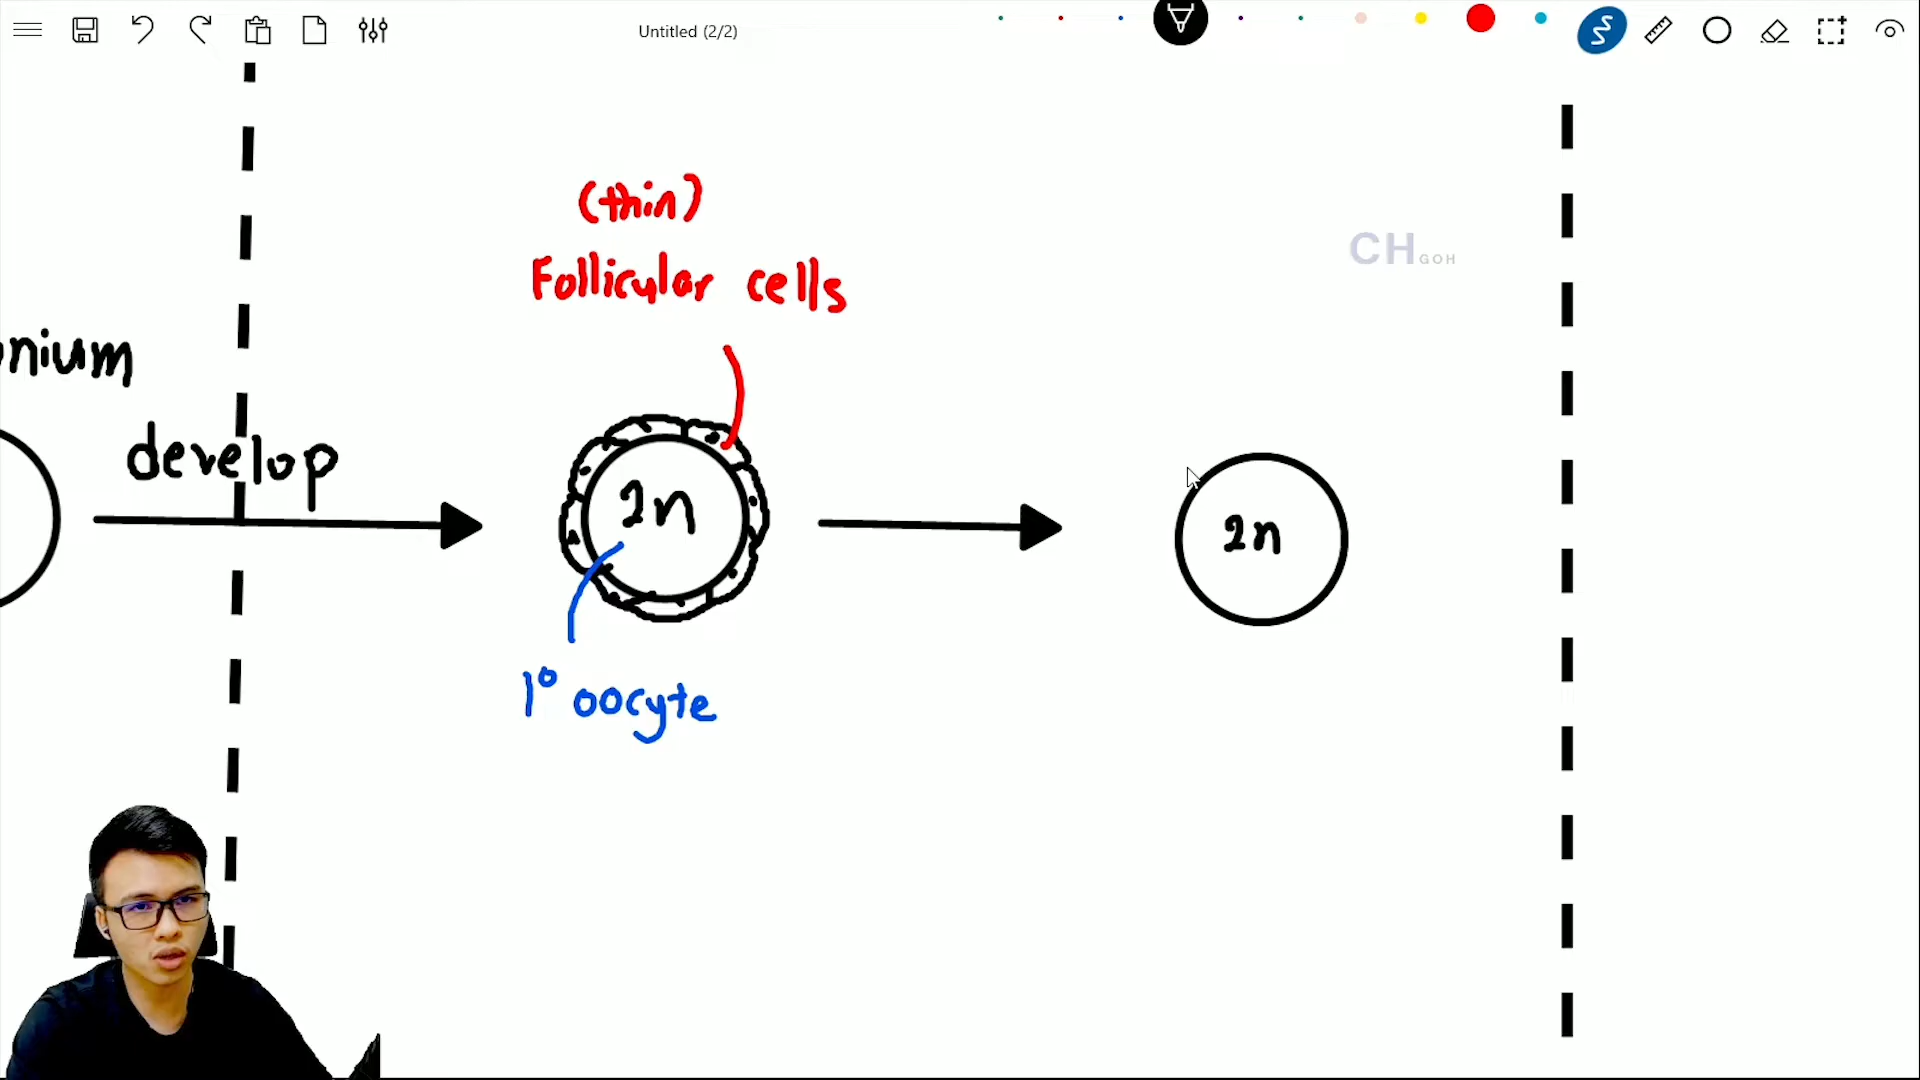 Untitled (2/2)
CH GOH
(thin)
Follicular cells
nium
develop
2n
2n
1° oocyte